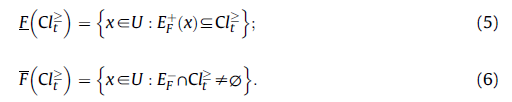 F̲(Cl_t^≥) = {x∈U : E_F^+(x)⊆Cl_t^≥}; (5)
F̅(Cl_t^≥) = {x∈U : E_F^-∩Cl_t^≥≠∅}. (6)